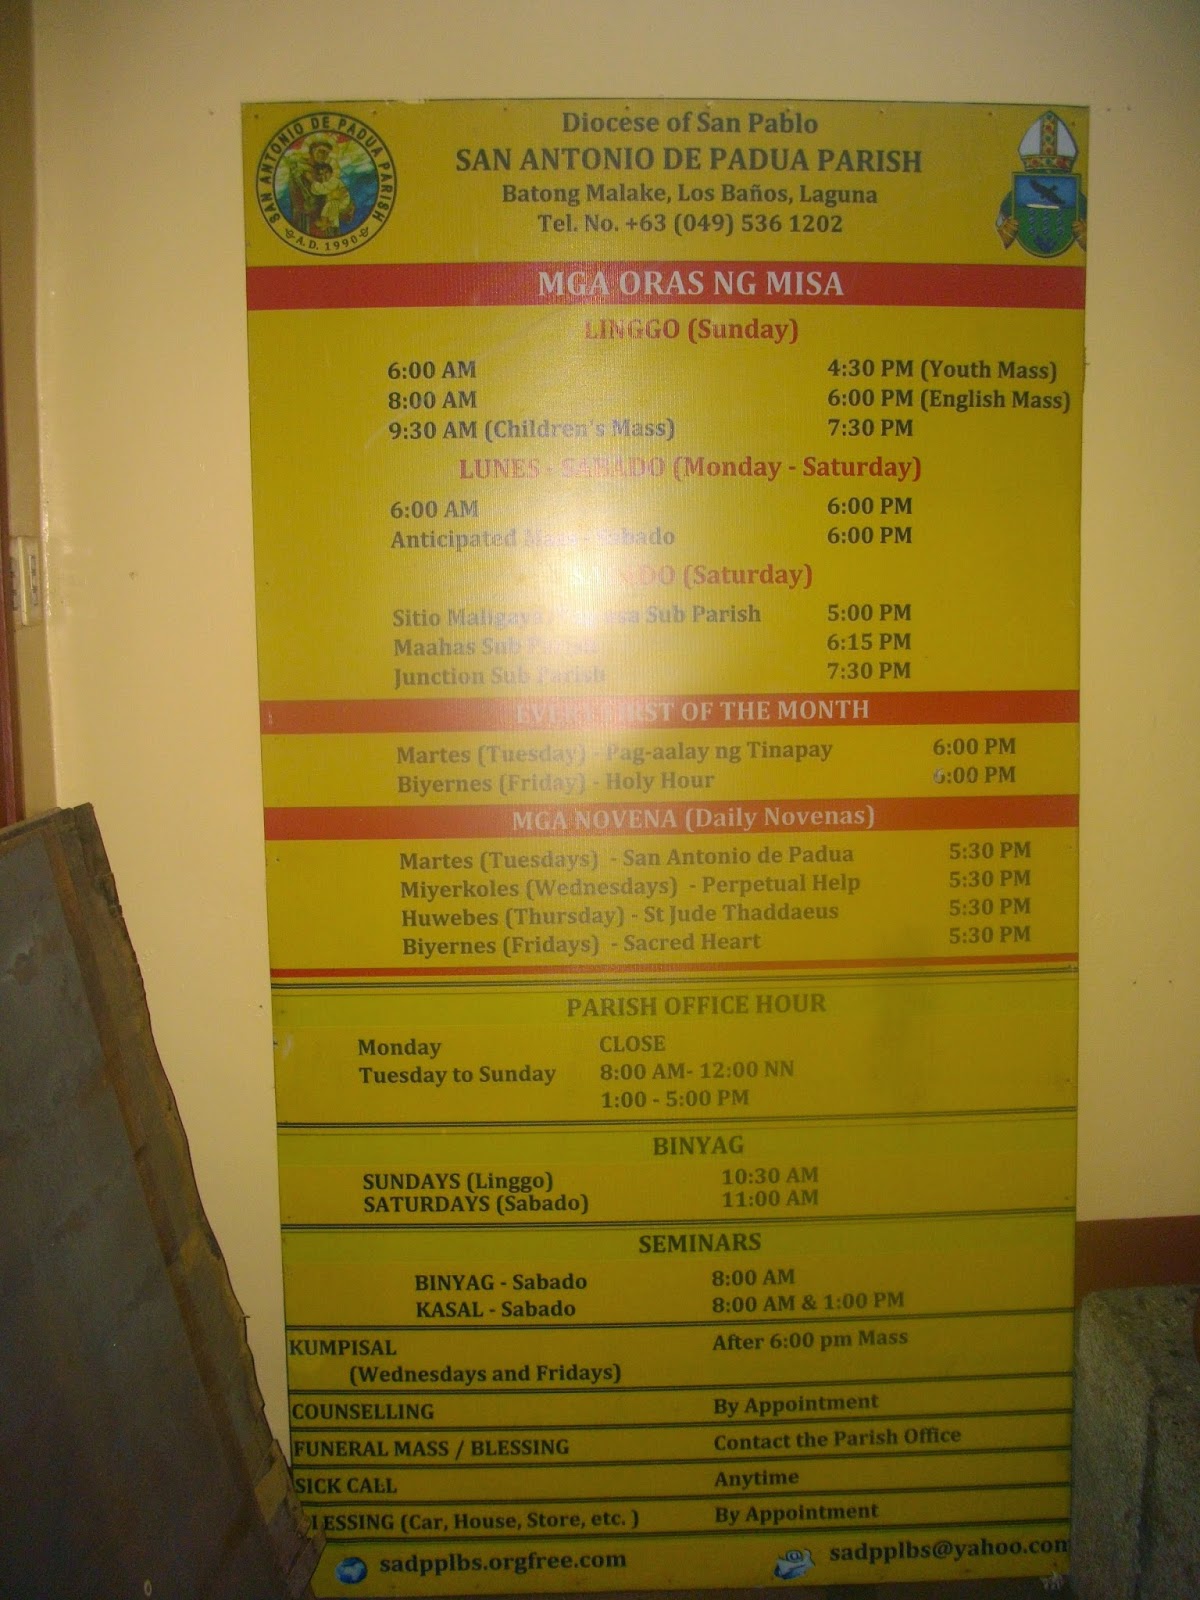 SAN ANTONIO DE PADUA PARISH
A.D. 1990
Diocese of San Pablo
SAN ANTONIO DE PADUA PARISH
Batong Malake, Los Baños, Laguna
Tel. No. +63 (049) 536 1202
MGA ORAS NG MISA
LINGGO (Sunday)
6:00 AM 4:30 PM (Youth Mass)
8:00 AM 6:00 PM (English Mass)
9:30 AM (Children's Mass) 7:30 PM
LUNES - SABADO (Monday - Saturday)
6:00 AM 6:00 PM
Anticipated Mass - Sabado 6:00 PM
(Saturday)
Sitio Maligaya Sub Parish 5:00 PM
Maahas Sub Parish 6:15 PM
Junction Sub Parish 7:30 PM
EVERY FIRST OF THE MONTH
Martes (Tuesday) - Pag-aalay ng Tinapay 6:00 PM
Biyernes (Friday) - Holy Hour 6:00 PM
MGA NOVENA (Daily Novenas)
Martes (Tuesdays) - San Antonio de Padua 5:30 PM
Miyerkoles (Wednesdays) - Perpetual Help 5:30 PM
Huwebes (Thursday) - St Jude Thaddaeus 5:30 PM
Biyernes (Fridays) - Sacred Heart 5:30 PM
PARISH OFFICE HOUR
Monday CLOSE
Tuesday to Sunday 8:00 AM- 12:00 NN
1:00 - 5:00 PM
BINYAG
SUNDAYS (Linggo) 10:30 AM
SATURDAYS (Sabado) 11:00 AM
SEMINARS
BINYAG - Sabado 8:00 AM
KASAL - Sabado 8:00 AM & 1:00 PM
KUMPISAL After 6:00 pm Mass
(Wednesdays and Fridays)
COUNSELLING By Appointment
FUNERAL MASS / BLESSING Contact the Parish Office
SICK CALL Anytime
BLESSING (Car, House, Store, etc. ) By Appointment
sadpplbs.orgfree.com sadpplbs@yahoo.com